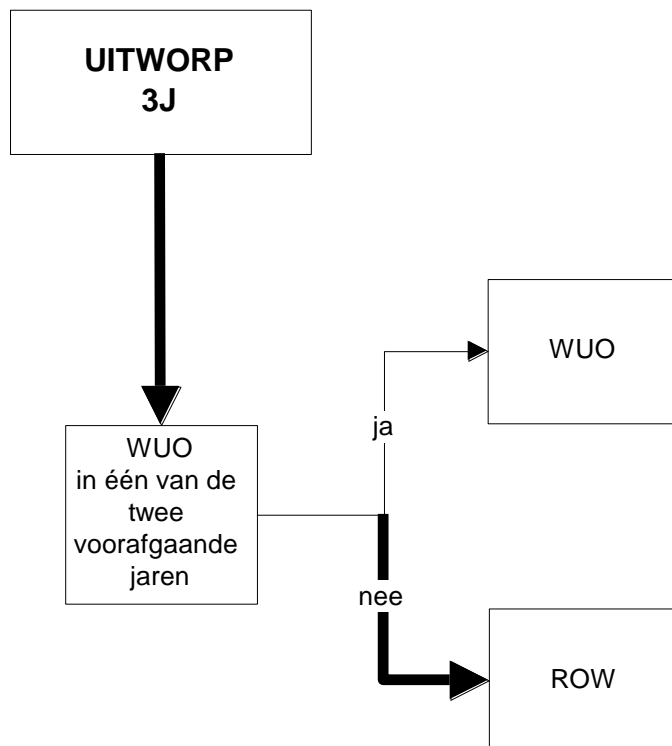 UITWORP
3J
WUO
in één van de
twee
voorafgaande
jaren
ja
WUO
nee
ROW